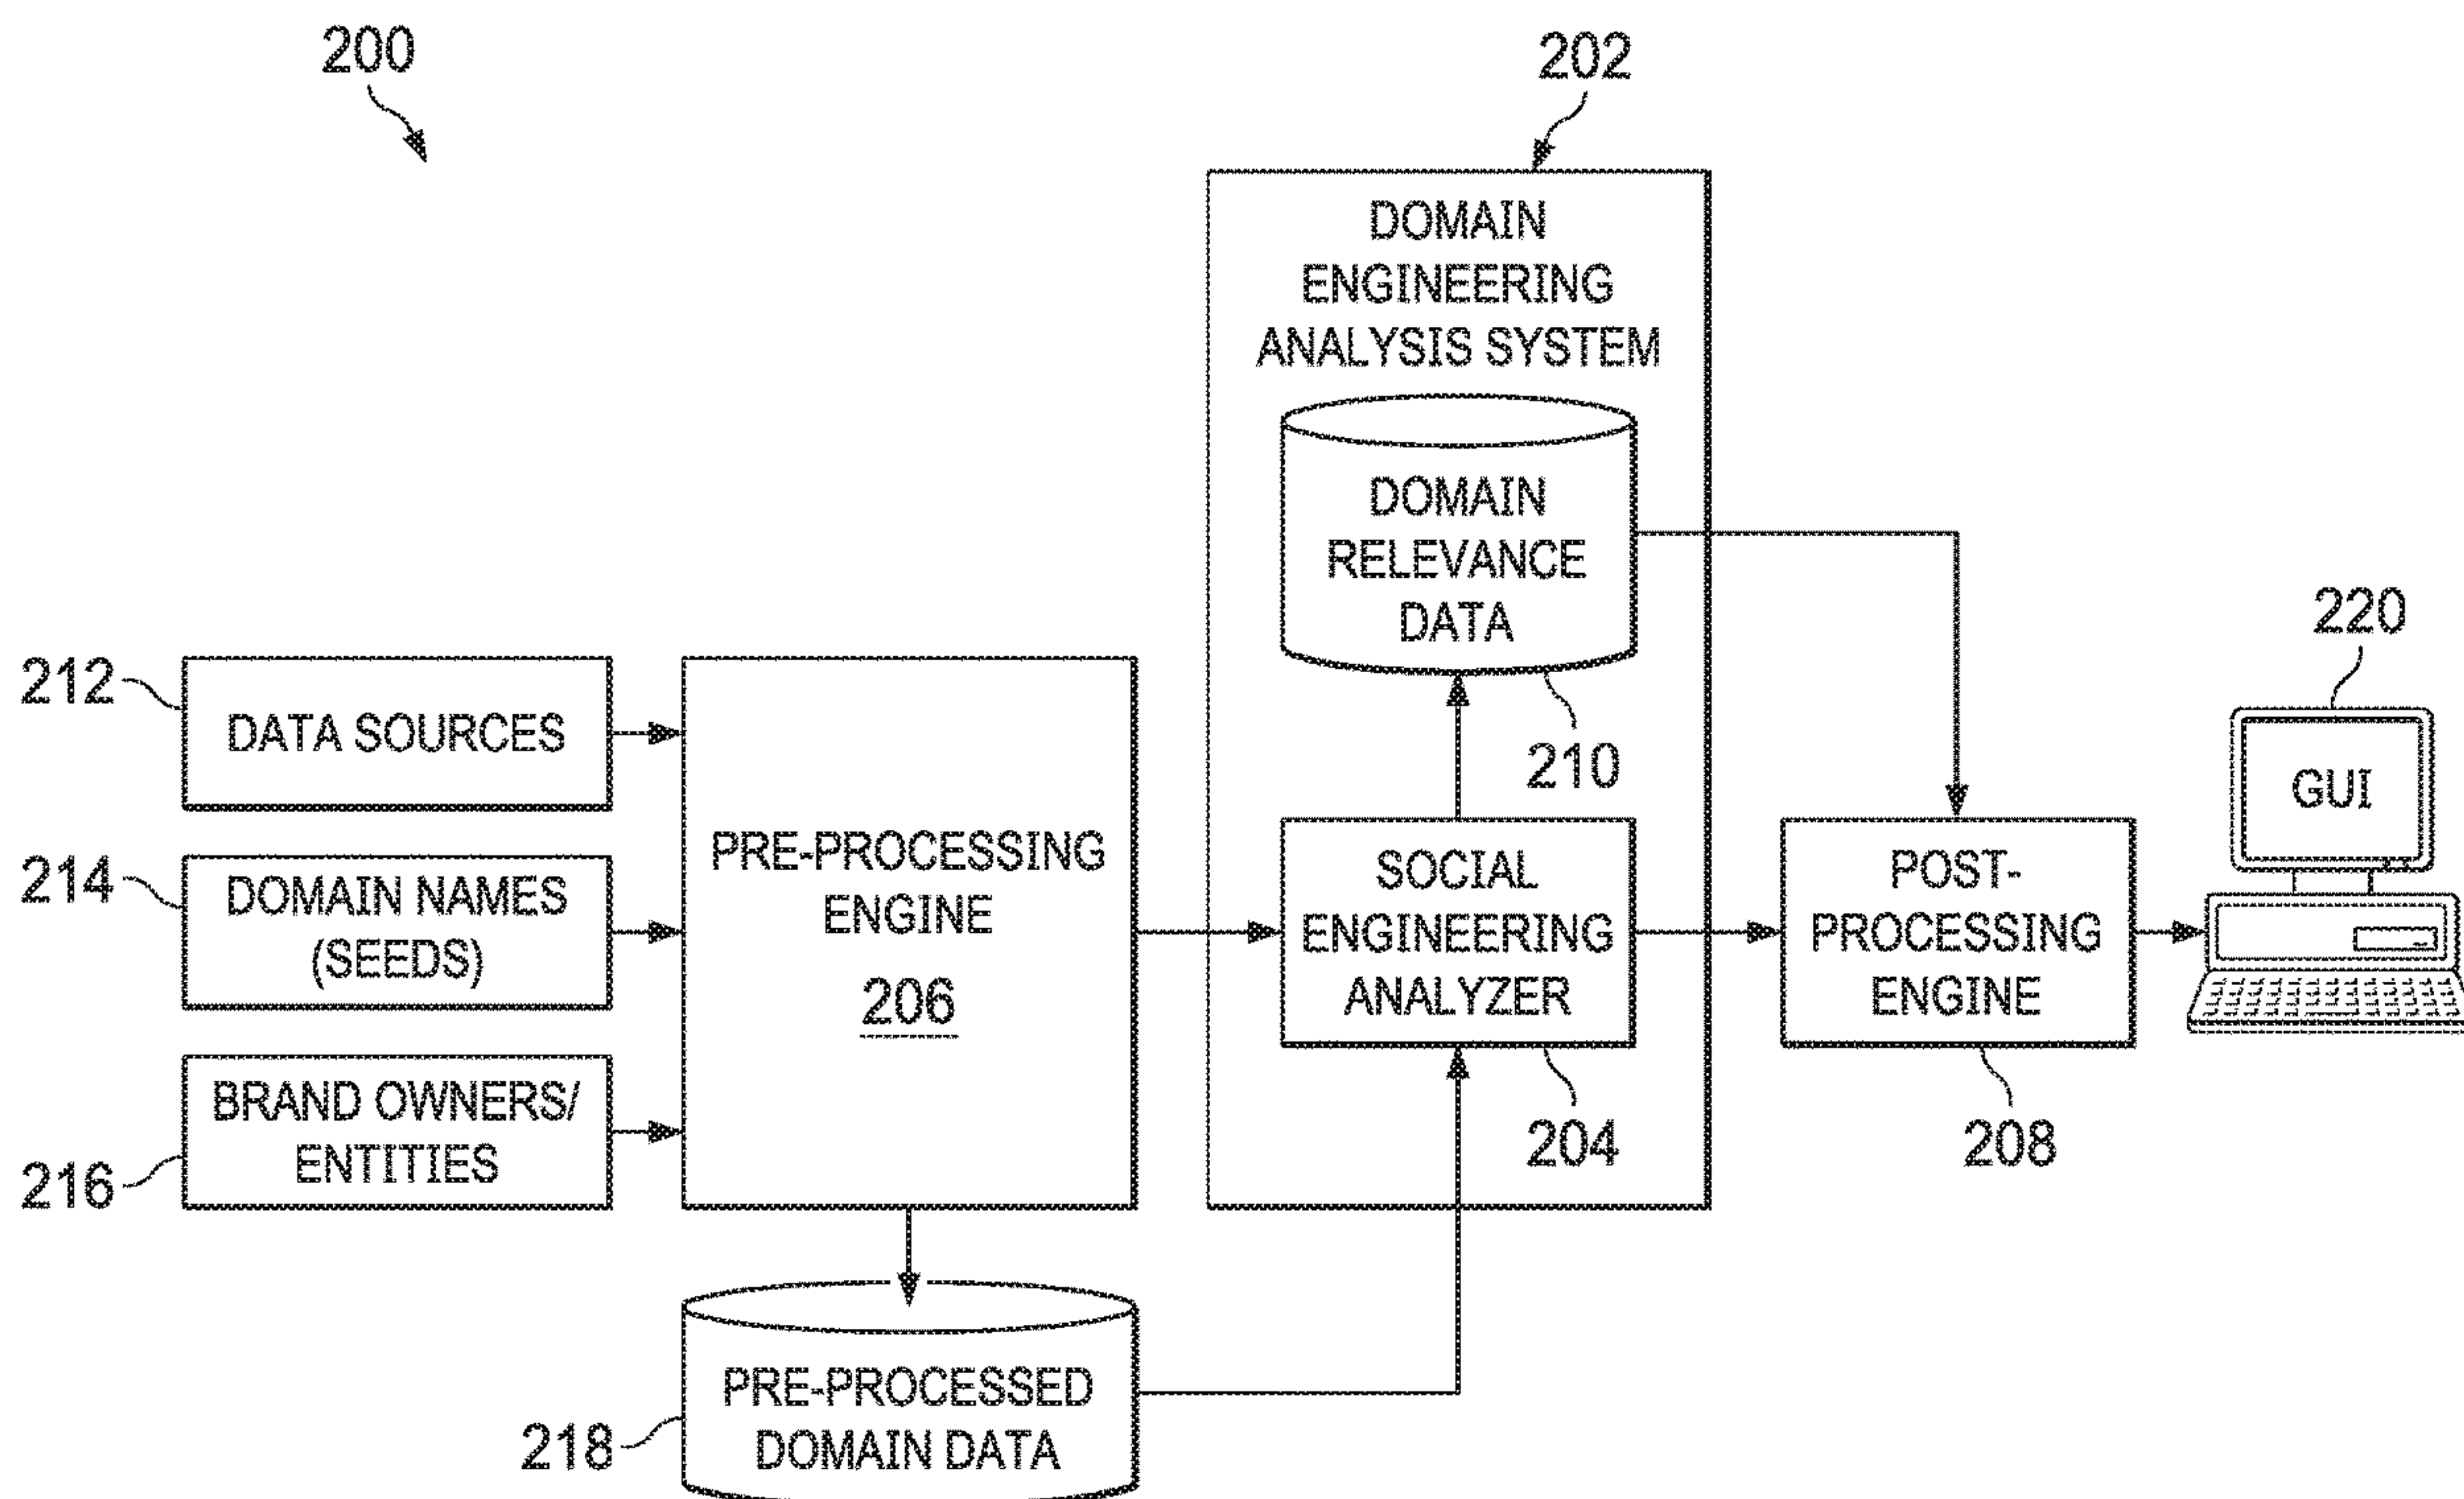 200
202
DOMAIN
ENGINEERING
ANALYSIS SYSTEM
DOMAIN
RELEVANCE
DATA
210
220
GUI
212
DATA SOURCES
214
DOMAIN NAMES
(SEEDS)
216
BRAND OWNERS/
ENTITIES
PRE-PROCESSING
ENGINE
206
SOCIAL
ENGINEERING
ANALYZER
204
POST-
PROCESSING
ENGINE
208
218
PRE-PROCESSED
DOMAIN DATA